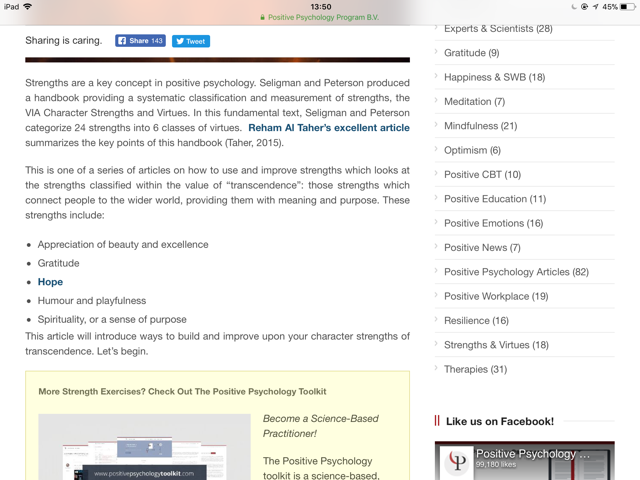 iPad 13:50 45%
Positive Psychology Program B.V.
Sharing is caring. Share 143 Tweet
Strengths are a key concept in positive psychology. Seligman and Peterson produced
a handbook providing a systematic classification and measurement of strengths, the
VIA Character Strengths and Virtues. In this fundamental text, Seligman and Peterson
categorize 24 strengths into 6 classes of virtues. Reham Al Taher's excellent article
summarizes the key points of this handbook (Taher, 2015).
This is one of a series of articles on how to use and improve strengths which looks at
the strengths classified within the value of “transcendence”: those strengths which
connect people to the wider world, providing them with meaning and purpose. These
strengths include:
Appreciation of beauty and excellence
Gratitude
Hope
Humour and playfulness
Spirituality, or a sense of purpose
This article will introduce ways to build and improve upon your character strengths of
transcendence. Let’s begin.
More Strength Exercises? Check Out The Positive Psychology Toolkit
www.positivepsychologytoolkit.com
Become a Science-Based
Practitioner!
The Positive Psychology
toolkit is a science-based,
Experts & Scientists (28)
Gratitude (9)
Happiness & SWB (18)
Meditation (7)
Mindfulness (21)
Optimism (6)
Positive CBT (10)
Positive Education (11)
Positive Emotions (16)
Positive News (7)
Positive Psychology Articles (82)
Positive Workplace (19)
Resilience (16)
Strengths & Virtues (18)
Therapies (31)
Like us on Facebook!
Positive Psychology ...
99,180 likes